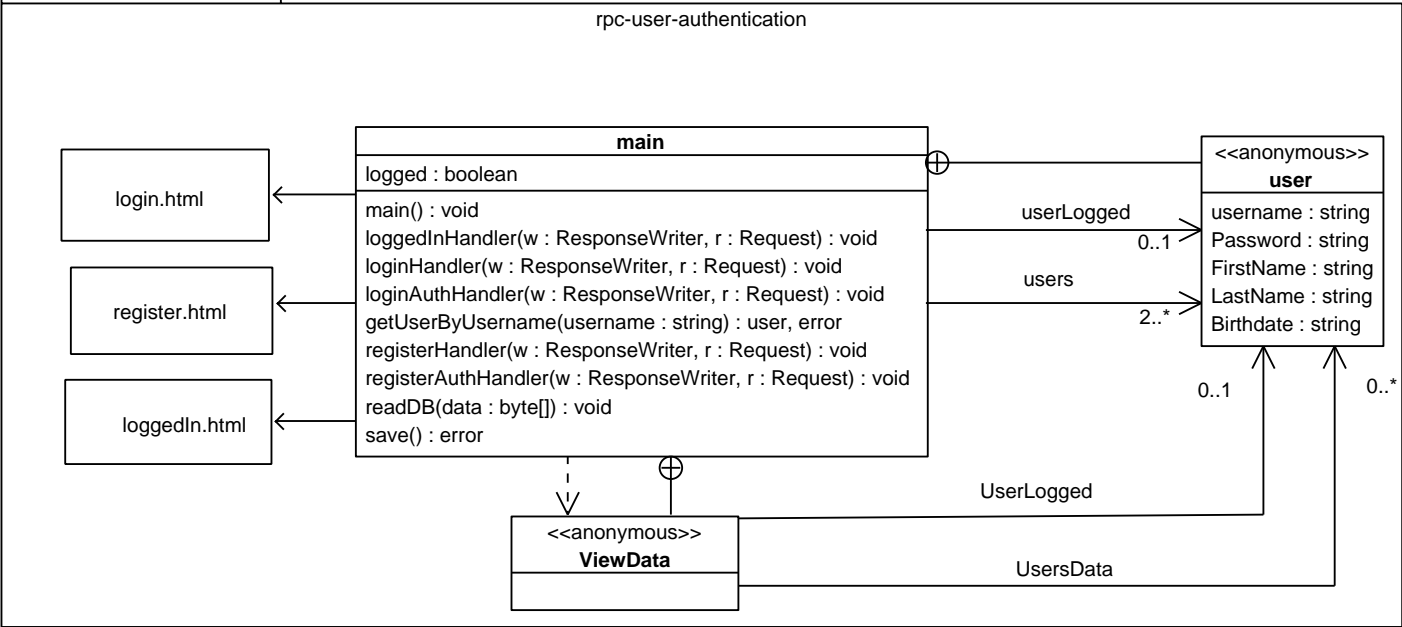 rpc-user-authentication
main
logged : boolean
main() : void
loggedInHandler(w : ResponseWriter, r : Request) : void
loginHandler(w : ResponseWriter, r : Request) : void
loginAuthHandler(w : ResponseWriter, r : Request) : void
getUserByUsername(username : string) : user, error
registerHandler(w : ResponseWriter, r : Request) : void
registerAuthHandler(w : ResponseWriter, r : Request) : void
readDB(data : byte[]) : void
save() : error
login.html
register.html
loggedIn.html
<<anonymous>>
user
username : string
Password : string
FirstName : string
LastName : string
Birthdate : string
userLogged
0..1
users
2..*
0..1
0..*
UserLogged
UsersData
<<anonymous>>
ViewData